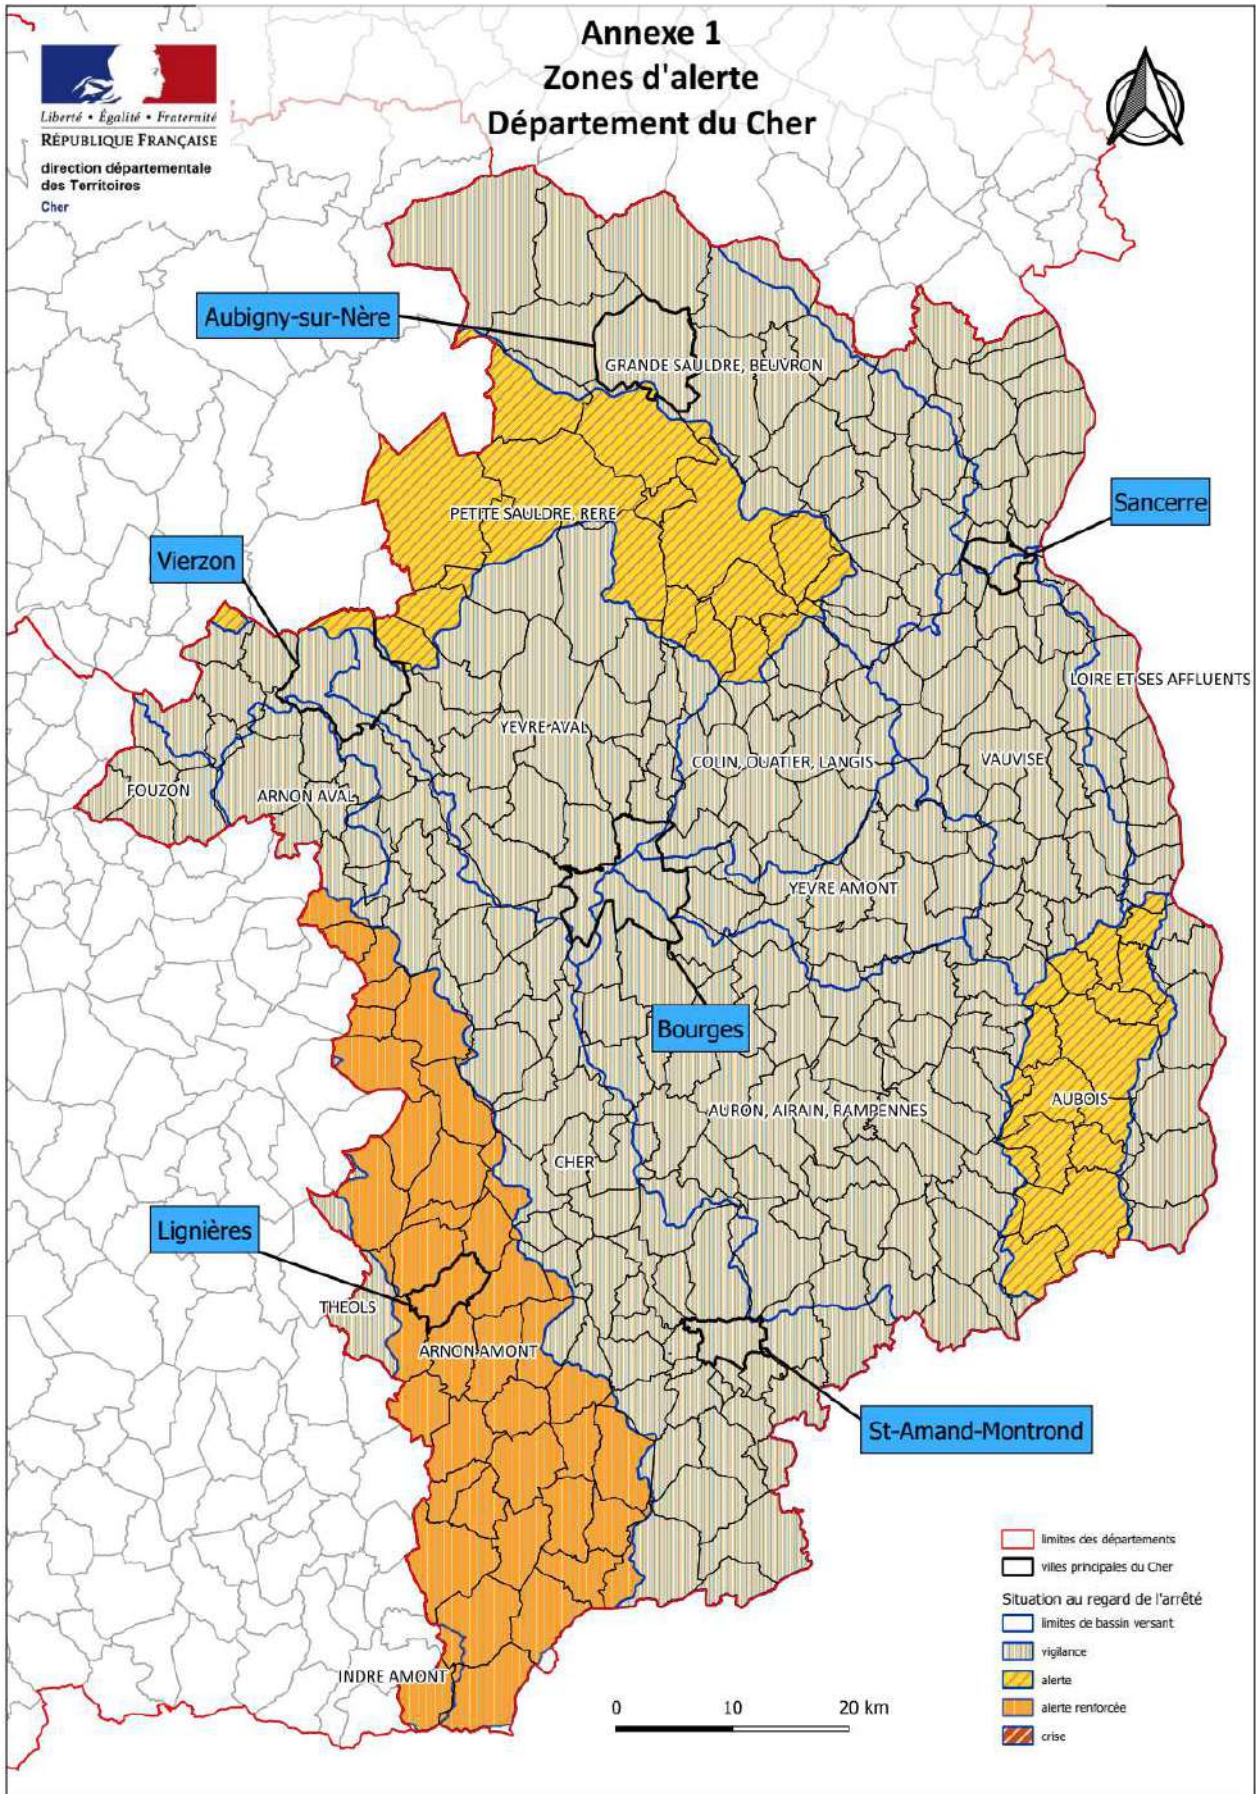 Annexe 1
Zones d'alerte
Département du Cher
Liberté • Égalité • Fraternité
RÉPUBLIQUE FRANÇAISE
direction départementale
des Territoires
Cher
Aubigny-sur-Nère
GRANDE SAULDRE, BEUVRON
Sancerre
PETITE SAULDRE, RERE
Vierzon
LOIRE ET SES AFFLUENTS
YEVRE AVAL
COLIN, OUATIER, LANGIS
VAUVISE
FOUZON
ARNON AVAL
YEVRE AMONT
Bourges
AUBOIS
AURON, AIRAIN, RAMPENNES
CHER
Lignières
THEOLS
ARNON AMONT
St-Amand-Montrond
INDRE AMONT
0 10 20 km
limites des départements
villes principales du Cher
Situation au regard de l'arrêté
limites de bassin versant
vigilance
alerte
alerte renforcée
crise